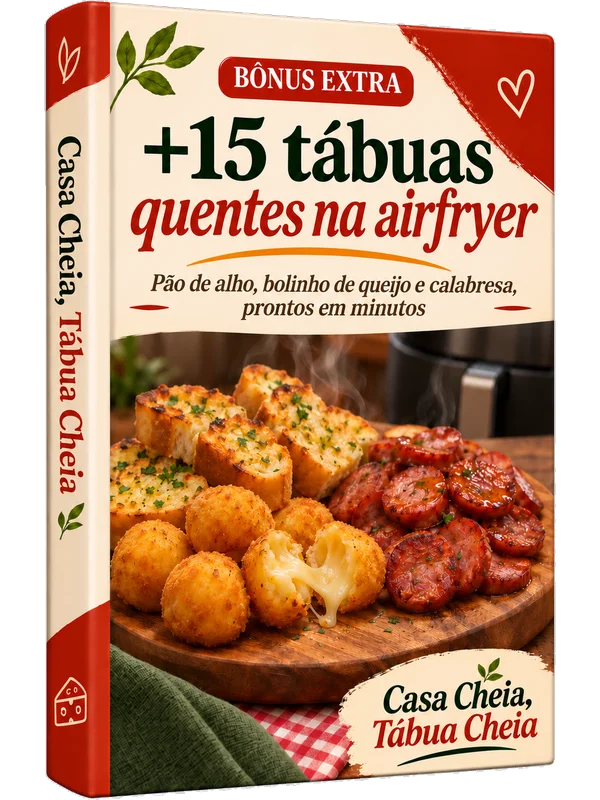 BÔNUS EXTRA
+15 tábuas
quentes na airfryer
Pão de alho, bolinho de queijo e calabresa,
prontos em minutos
Casa Cheia,
Tábua Cheia
Casa Cheia, Tábua Cheia